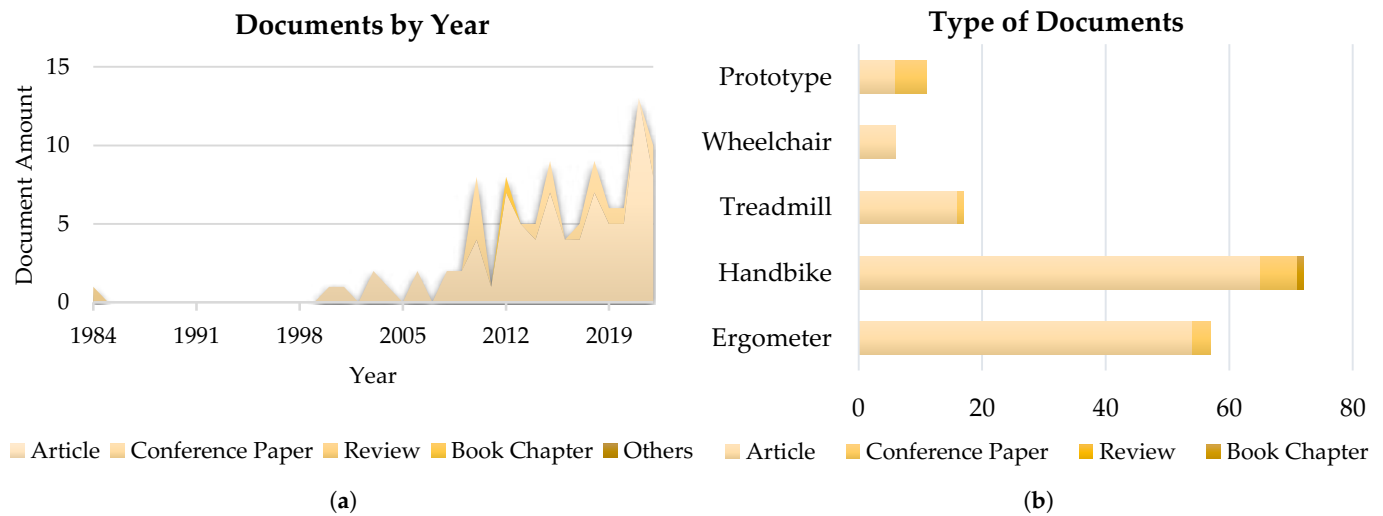 Documents by Year
15
10
5
0
Document Amount
1984 1991 1998 2005 2012 2019
Year
Article Conference Paper Review Book Chapter Others
(a)
Type of Documents
Prototype
Wheelchair
Treadmill
Handbike
Ergometer
0 20 40 60 80
Article Conference Paper Review Book Chapter
(b)